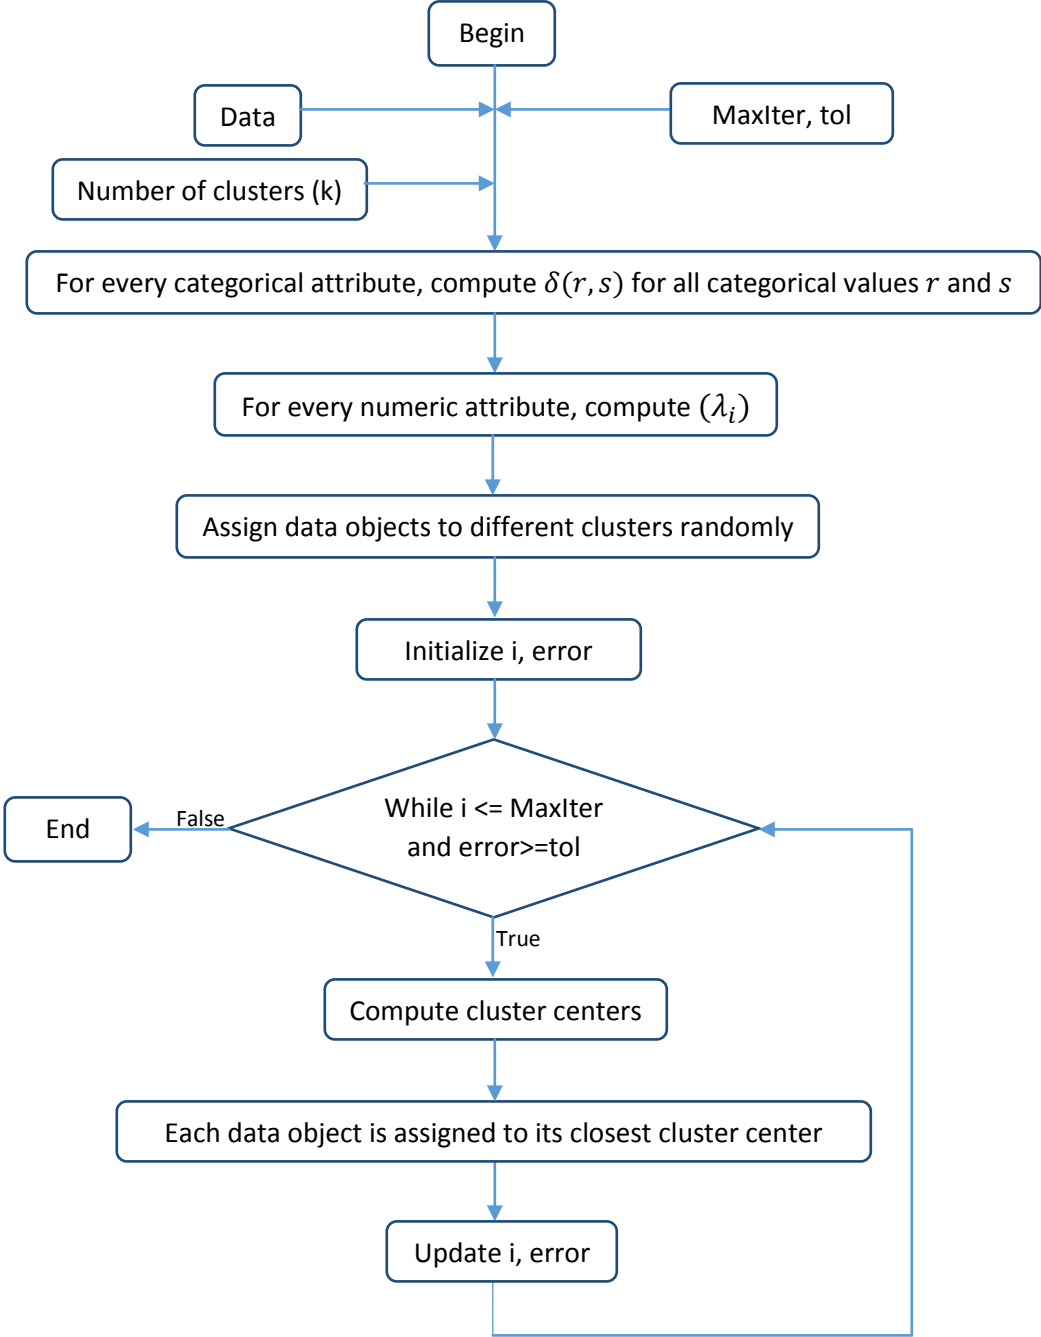 Begin
Data
MaxIter, tol
Number of clusters (k)
For every categorical attribute, compute δ(r, s) for all categorical values r and s
For every numeric attribute, compute (λᵢ)
Assign data objects to different clusters randomly
Initialize i, error
While i <= MaxIter
and error>=tol
False
End
True
Compute cluster centers
Each data object is assigned to its closest cluster center
Update i, error